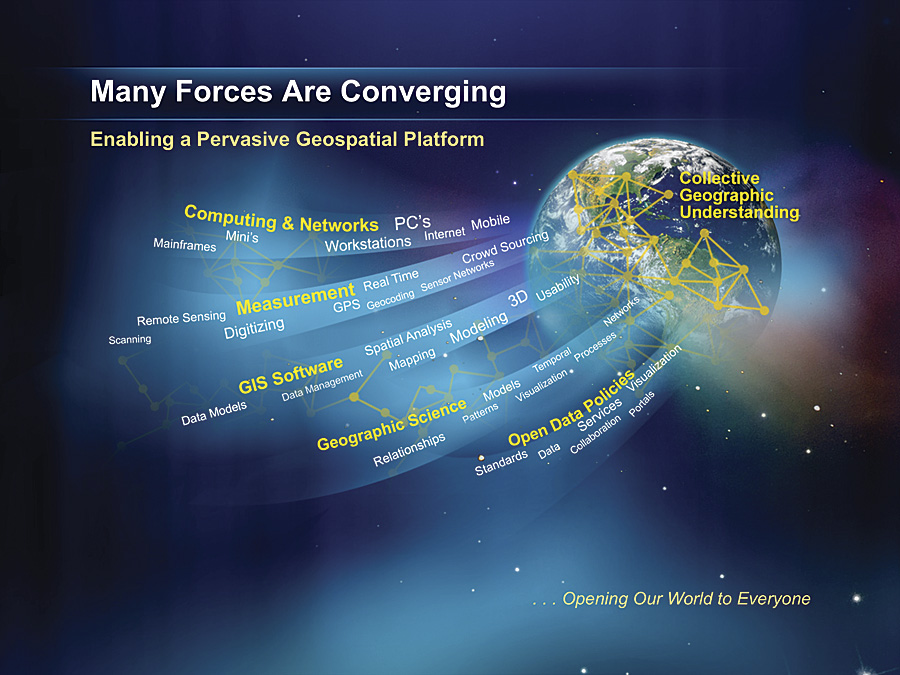 Many Forces Are Converging
Enabling a Pervasive Geospatial Platform
Collective
Geographic
Understanding
Computing & Networks
PC's
Mainframes
Mini's
Workstations
Internet
Mobile
Measurement
Real Time
Crowd Sourcing
Remote Sensing
Scanning
Digitizing
GPS
Geocoding
Sensor Networks
GIS Software
Spatial Analysis
Modeling
3D
Usability
Data Models
Data Management
Mapping
Geographic Science
Models
Temporal
Processes
Networks
Relationships
Patterns
Visualization
Open Data Policies
Visualization
Standards
Data
Services
Collaboration
Portals
. . . Opening Our World to Everyone